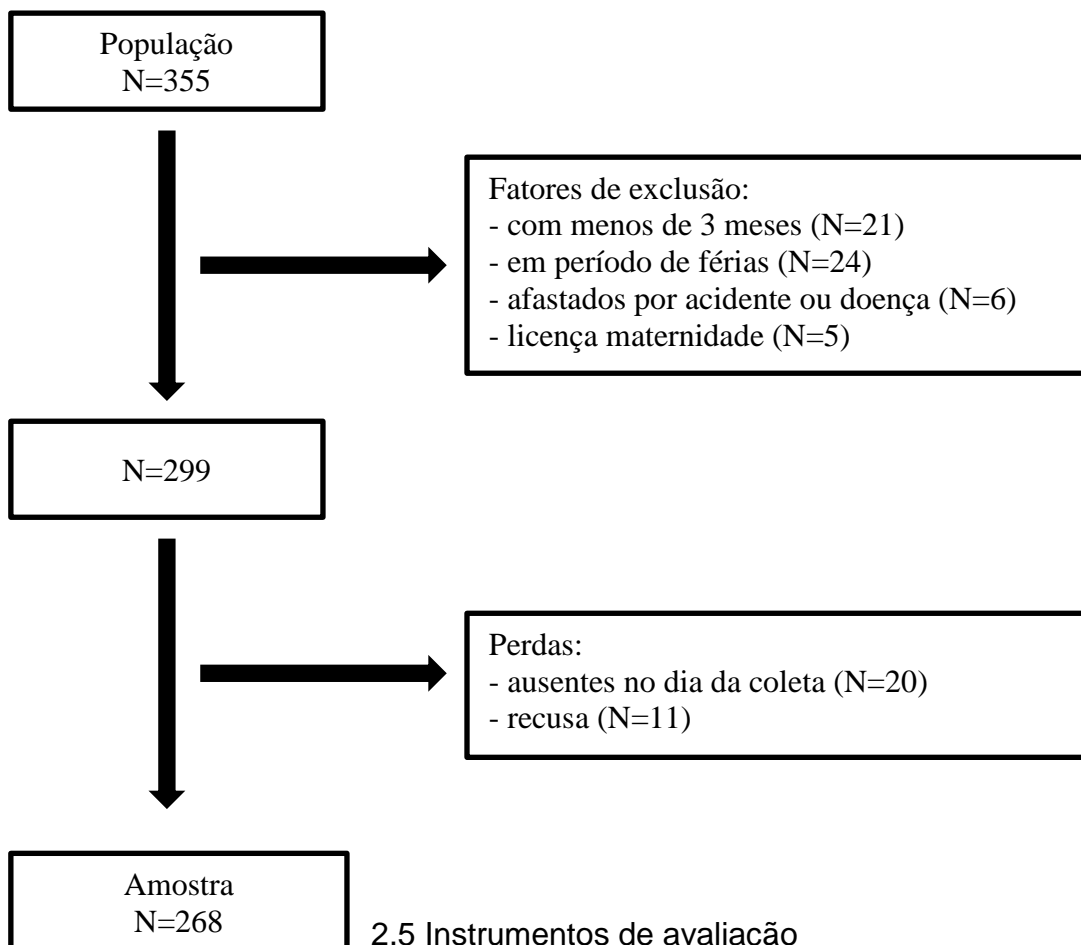 População
N=355
Fatores de exclusão:
- com menos de 3 meses (N=21)
- em período de férias (N=24)
- afastados por acidente ou doença (N=6)
- licença maternidade (N=5)
N=299
Perdas:
- ausentes no dia da coleta (N=20)
- recusa (N=11)
Amostra
N=268
2.5 Instrumentos de avaliação